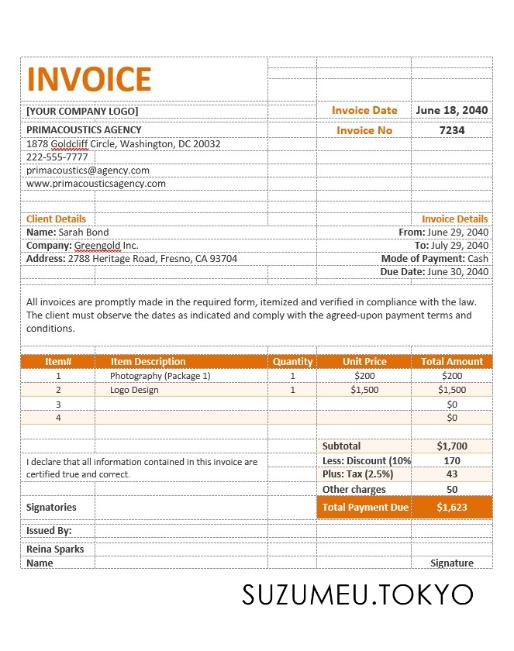 INVOICE
[YOUR COMPANY LOGO] Invoice Date June 18, 2040
PRIMACOUSTICS AGENCY Invoice No 7234
1878 Goldcliff Circle, Washington, DC 20032
222-555-7777
primacoustics@agency.com
www.primacousticsagency.com
Client Details Invoice Details
Name: Sarah Bond From: June 29, 2040
Company: Greengold Inc. To: July 29, 2040
Address: 2788 Heritage Road, Fresno, CA 93704 Mode of Payment: Cash
Due Date: June 30, 2040
All invoices are promptly made in the required form, itemized and verified in compliance with the law.
The client must observe the dates as indicated and comply with the agreed-upon payment terms and
conditions.
Item# Item Description Quantity Unit Price Total Amount
1 Photography (Package 1) 1 $200 $200
2 Logo Design 1 $1,500 $1,500
3 $0
4 $0
Subtotal $1,700
I declare that all information contained in this invoice are Less: Discount (10% 170
certified true and correct. Plus: Tax (2.5%) 43
Other charges 50
Signatories Total Payment Due $1,623
Issued By:
Reina Sparks
Name Signature
SUZUMEU.TOKYO